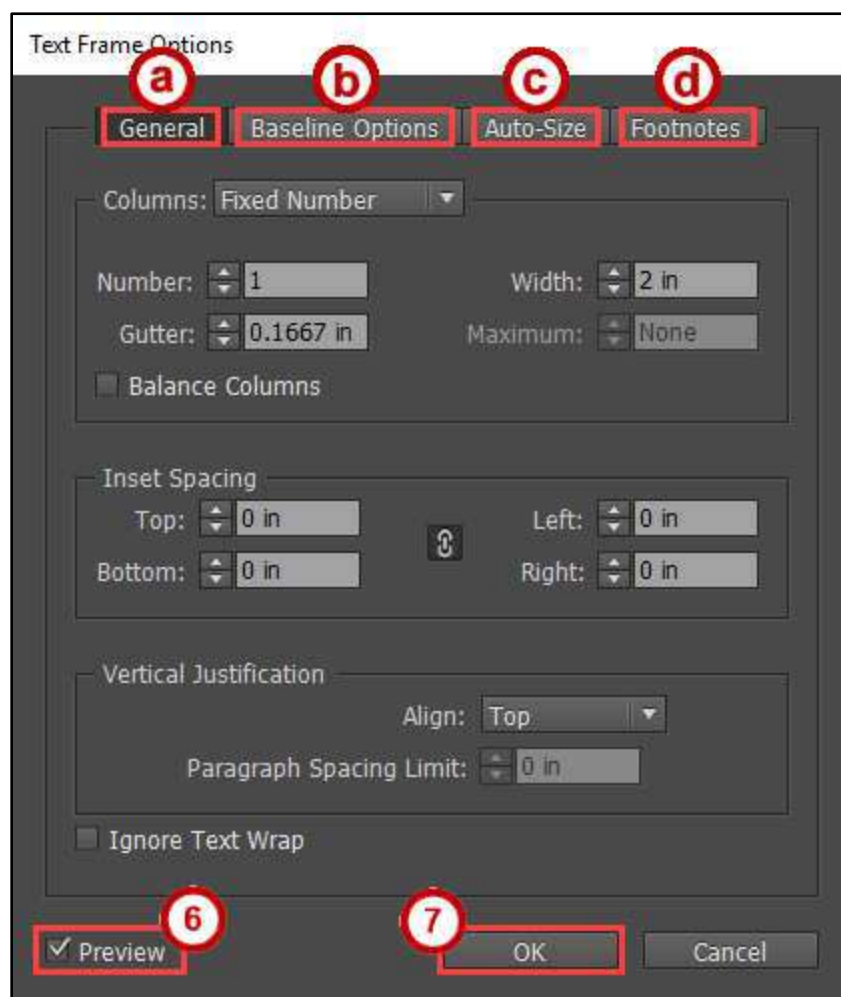 Text Frame Options
a b c d
General Baseline Options Auto-Size Footnotes
Columns: Fixed Number
Number: 1 Width: 2 in
Gutter: 0.1667 in Maximum: None
Balance Columns
Inset Spacing
Top: 0 in Left: 0 in
Bottom: 0 in Right: 0 in
Vertical Justification
Align: Top
Paragraph Spacing Limit: 0 in
Ignore Text Wrap
6 7
Preview OK Cancel